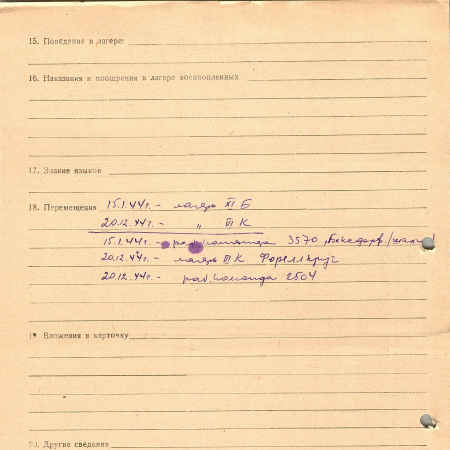 15. Поведение в лагере:
16. Наказания и поощрения в лагере военнопленных
17. Знание языков
18. Перемещения 15.1.44г. – лагерь XI Б
20.12.44г. – " III К
15.1.44г. – раб. команда 3570
20.12.44г. – лагерь III К
20.12.44г. – раб. команда 2504
19 Вложения в карточку
20. Другие сведения